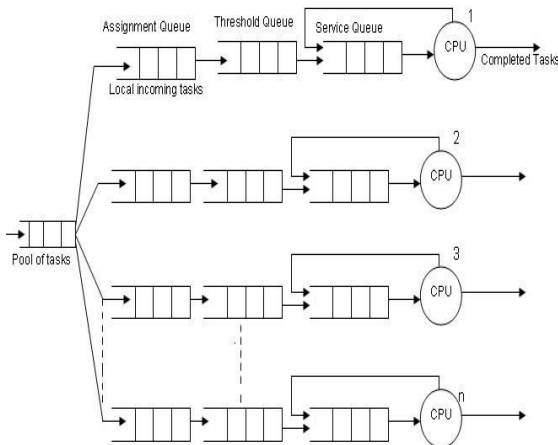 Assignment Queue
Threshold Queue
Service Queue
1
CPU
Completed Tasks
Local incoming tasks
2
CPU
Pool of tasks
3
CPU
n
CPU